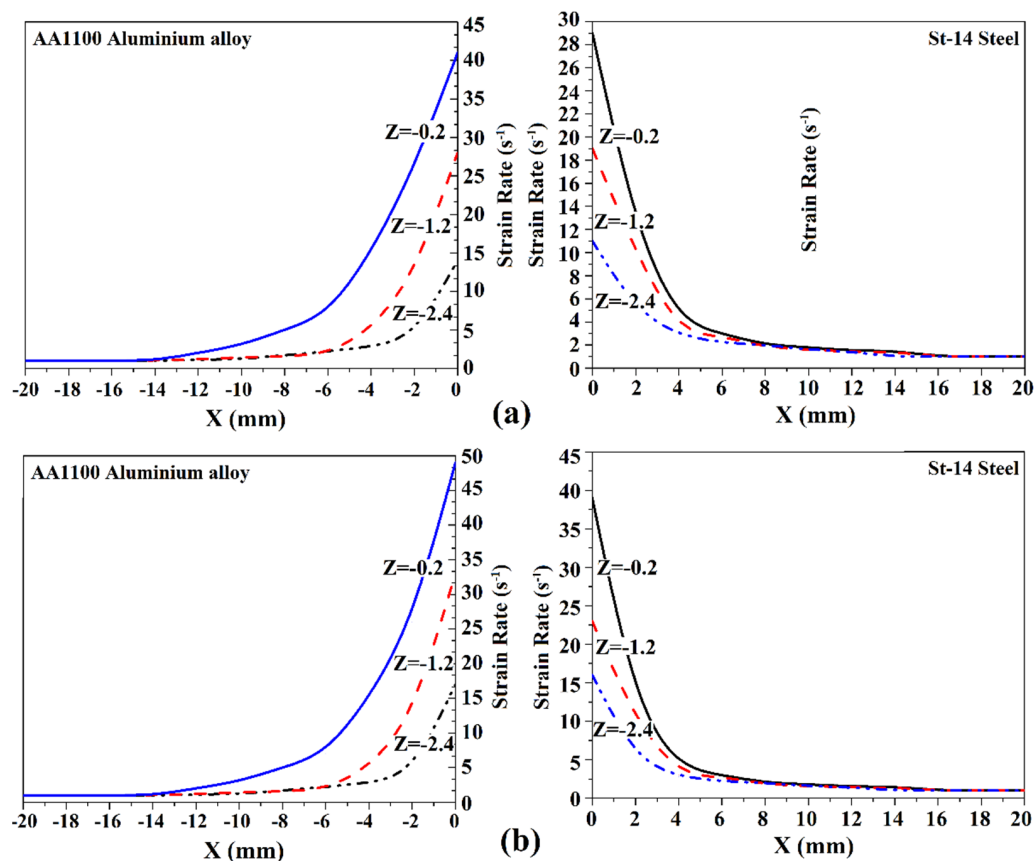 AA1100 Aluminium alloy
45
40
35
30
25
20
15
10
5
0
Z=-0.2
Z=-1.2
Z=-2.4
Strain Rate (s-1)
-20 -18 -16 -14 -12 -10 -8 -6 -4 -2 0
X (mm)
St-14 Steel
30
28
26
24
22
20
18
16
14
12
10
8
6
4
2
0
Strain Rate (s-1)
Z=-0.2
Z=-1.2
Z=-2.4
Strain Rate (s-1)
0 2 4 6 8 10 12 14 16 18 20
X (mm)
(a)
AA1100 Aluminium alloy
50
45
40
35
30
25
20
15
10
5
0
Z=-0.2
Z=-1.2
Z=-2.4
Strain Rate (s-1)
-20 -18 -16 -14 -12 -10 -8 -6 -4 -2 0
X (mm)
St-14 Steel
45
40
35
30
25
20
15
10
5
0
Strain Rate (s-1)
Z=-0.2
Z=-1.2
Z=-2.4
0 2 4 6 8 10 12 14 16 18 20
X (mm)
(b)